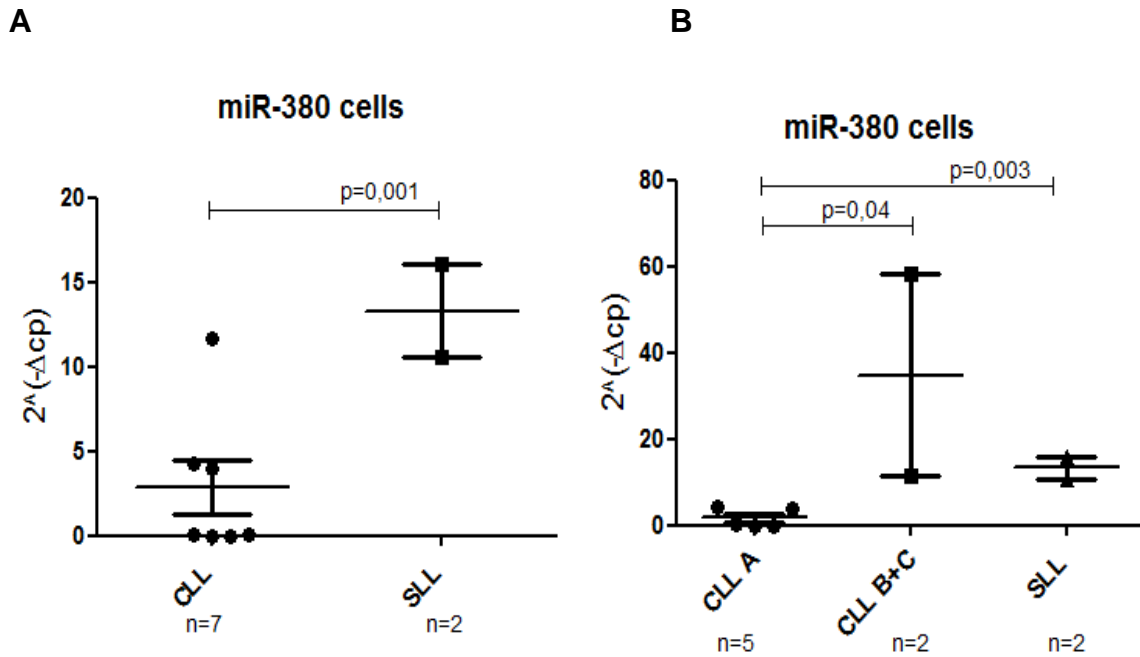 A
B
miR-380 cells
p=0,001
20
15
10
5
0
2^(-Δcp)
CLL
SLL
n=7
n=2
miR-380 cells
p=0,003
p=0,04
80
60
40
20
0
2^(-Δcp)
CLL A
CLL B+C
SLL
n=5
n=2
n=2